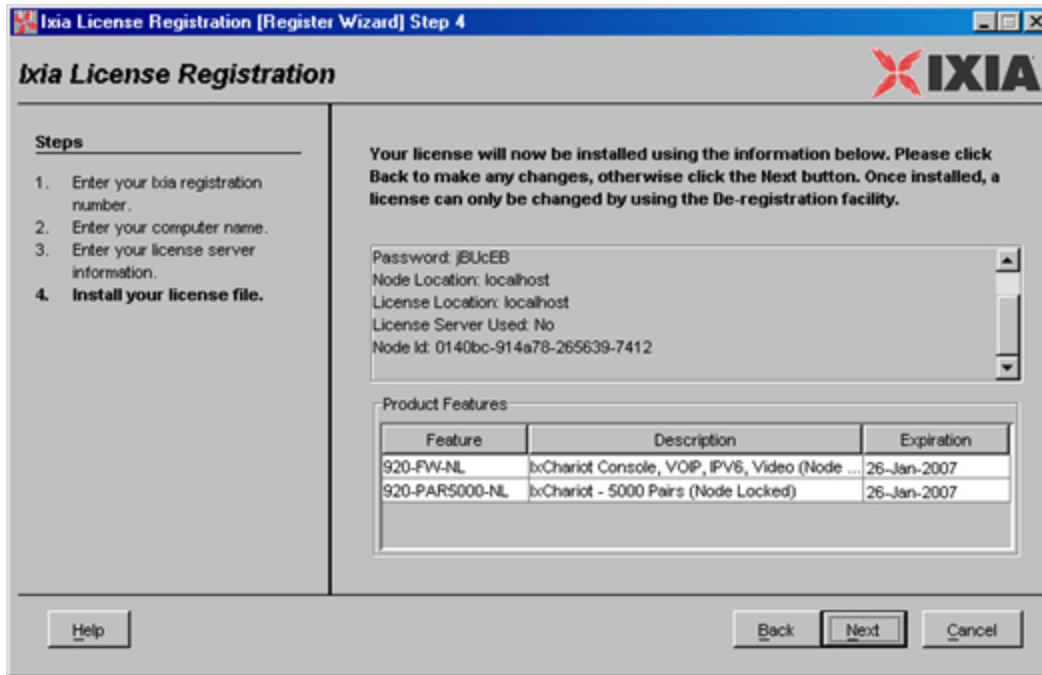 Ixia License Registration [Register Wizard] Step 4
Ixia License Registration
IXIA
Steps
1. Enter your Ixia registration
number.
2. Enter your computer name.
3. Enter your license server
information.
4. Install your license file.
Your license will now be installed using the information below. Please click
Back to make any changes, otherwise click the Next button. Once installed, a
license can only be changed by using the De-registration facility.
Password: jBUcEB
Node Location: localhost
License Location: localhost
License Server Used: No
Node Id: 0140bc-914a78-265639-7412
Product Features
Feature Description Expiration
920-FW-NL IxChariot Console, VOIP, IPV6, Video (Node ... 26-Jan-2007
920-PAR5000-NL IxChariot - 5000 Pairs (Node Locked) 26-Jan-2007
Help Back Next Cancel